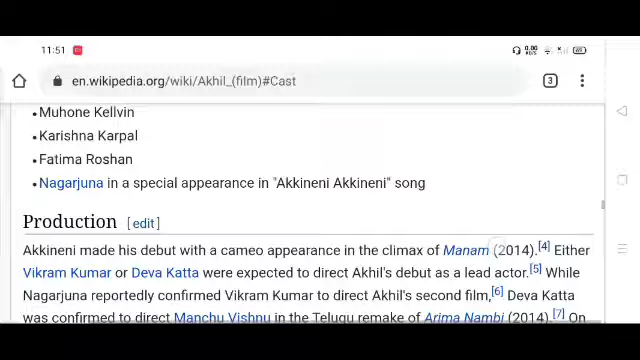 11:51
0.00
en.wikipedia.org/wiki/Akhil_(film)#Cast
3
• Muhone Kellvin
• Karishna Karpal
• Fatima Roshan
• Nagarjuna in a special appearance in "Akkineni Akkineni" song
Production [edit]
Akkineni made his debut with a cameo appearance in the climax of Manam (2014).[4] Either
Vikram Kumar or Deva Katta were expected to direct Akhil's debut as a lead actor.[5] While
Nagarjuna reportedly confirmed Vikram Kumar to direct Akhil's second film,[6] Deva Katta
was confirmed to direct Manchu Vishnu in the Telugu remake of Arima Nambi (2014).[7] On